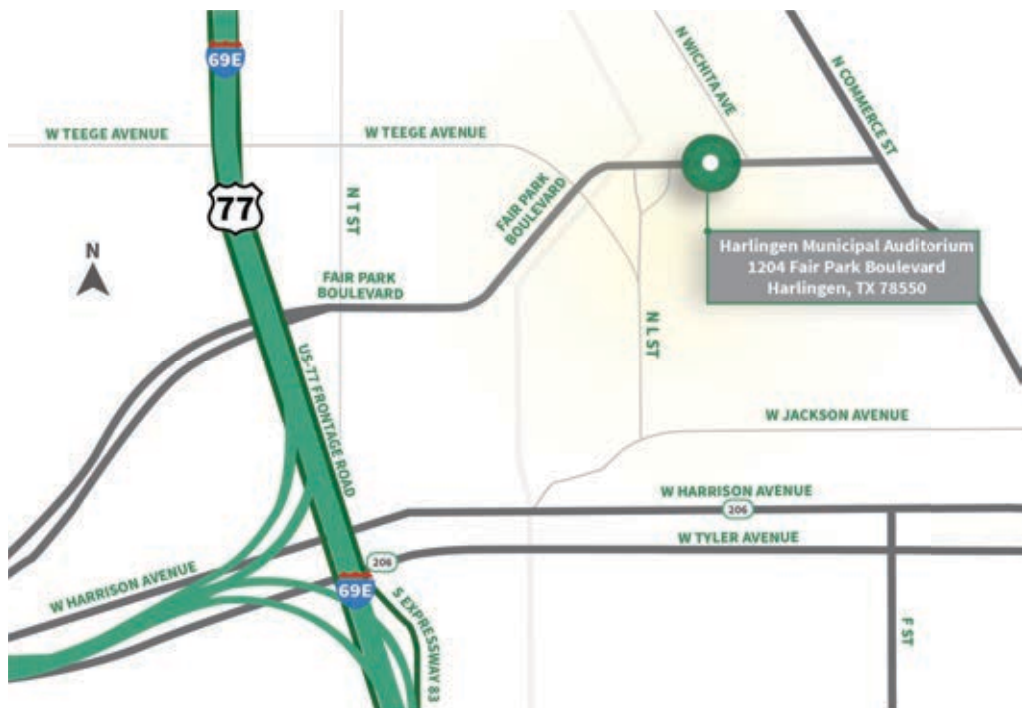 69E
N WICHITA AVE
N COMMERCE ST
W TEEGE AVENUE
W TEEGE AVENUE
77
N T ST
FAIR PARK
BOULEVARD
N
Harlingen Municipal Auditorium
1204 Fair Park Boulevard
Harlingen, TX 78550
FAIR PARK
BOULEVARD
N L ST
US-77 FRONTAGE ROAD
W JACKSON AVENUE
W HARRISON AVENUE
206
W TYLER AVENUE
206
W HARRISON AVENUE
69E
S EXPRESSWAY 83
F ST